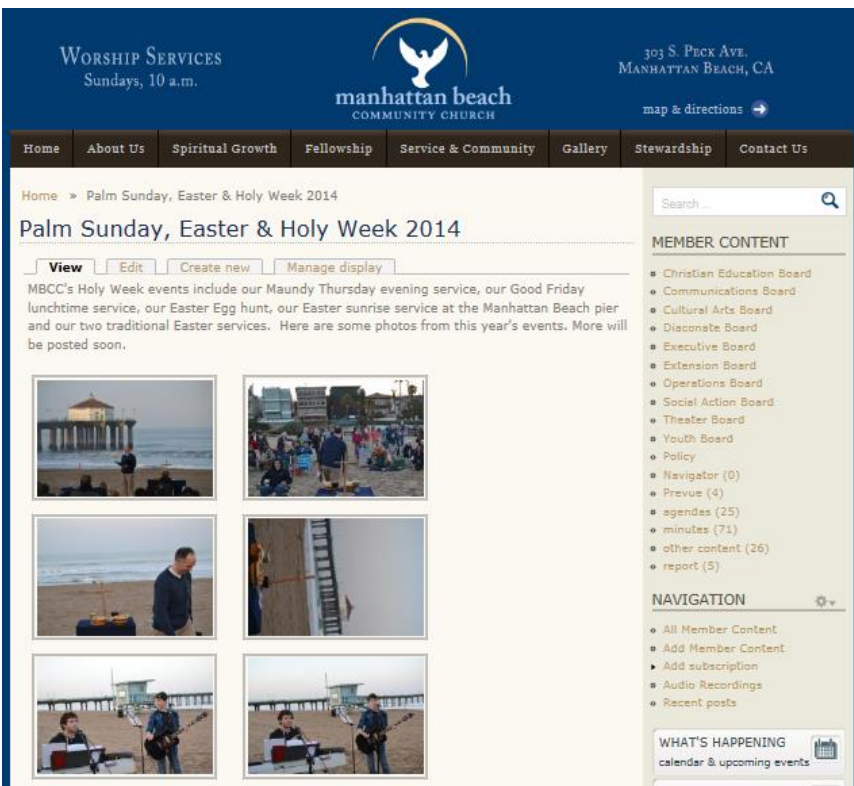 WORSHIP SERVICES
Sundays, 10 a.m.
manhattan beach
COMMUNITY CHURCH
303 S. PECK AVE.
MANHATTAN BEACH, CA
map & directions
Home About Us Spiritual Growth Fellowship Service & Community Gallery Stewardship Contact Us
Home » Palm Sunday, Easter & Holy Week 2014
Palm Sunday, Easter & Holy Week 2014
View Edit Create new Manage display
MBCC's Holy Week events include our Maundy Thursday evening service, our Good Friday
lunchtime service, our Easter Egg hunt, our Easter sunrise service at the Manhattan Beach pier
and our two traditional Easter services. Here are some photos from this year's events. More will
be posted soon.
Search ...
MEMBER CONTENT
Christian Education Board
Communications Board
Cultural Arts Board
Diaconate Board
Executive Board
Extension Board
Operations Board
Social Action Board
Theater Board
Youth Board
Policy
Navigator (0)
Prevue (4)
agendas (25)
minutes (71)
other content (26)
report (5)
NAVIGATION
All Member Content
Add Member Content
Add subscription
Audio Recordings
Recent posts
WHAT'S HAPPENING
calendar & upcoming events